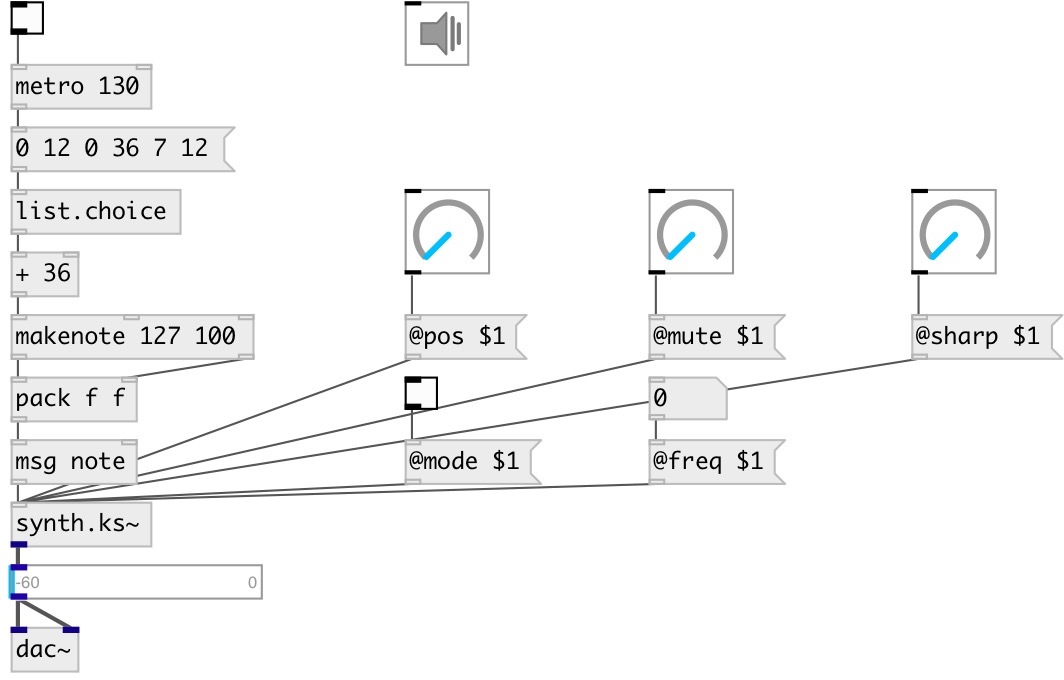 metro 130
0 12 0 36 7 12
list.choice
+ 36
makenote 127 100
@pos $1
@mute $1
@sharp $1
pack f f
0
msg note
@mode $1
@freq $1
synth.ks~
-60
0
dac~